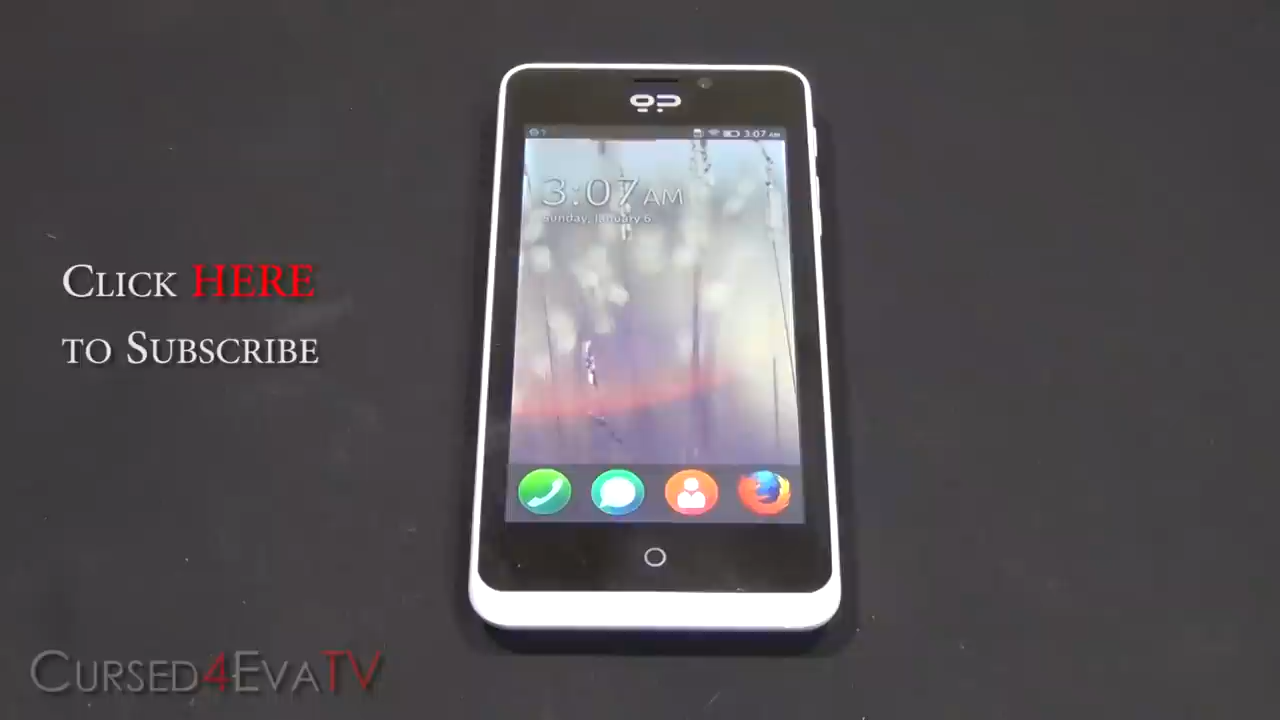 3:07 AM
3:07 AM
Sunday, January 6
CLICK HERE
TO SUBSCRIBE
CURSED4EVATV